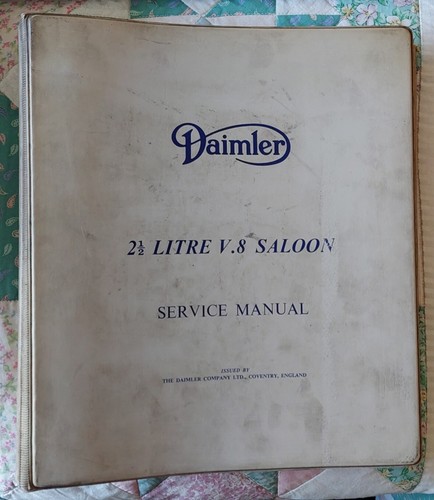 Daimler
2½ LITRE V.8 SALOON
SERVICE MANUAL
ISSUED BY
THE DAIMLER COMPANY LTD., COVENTRY, ENGLAND